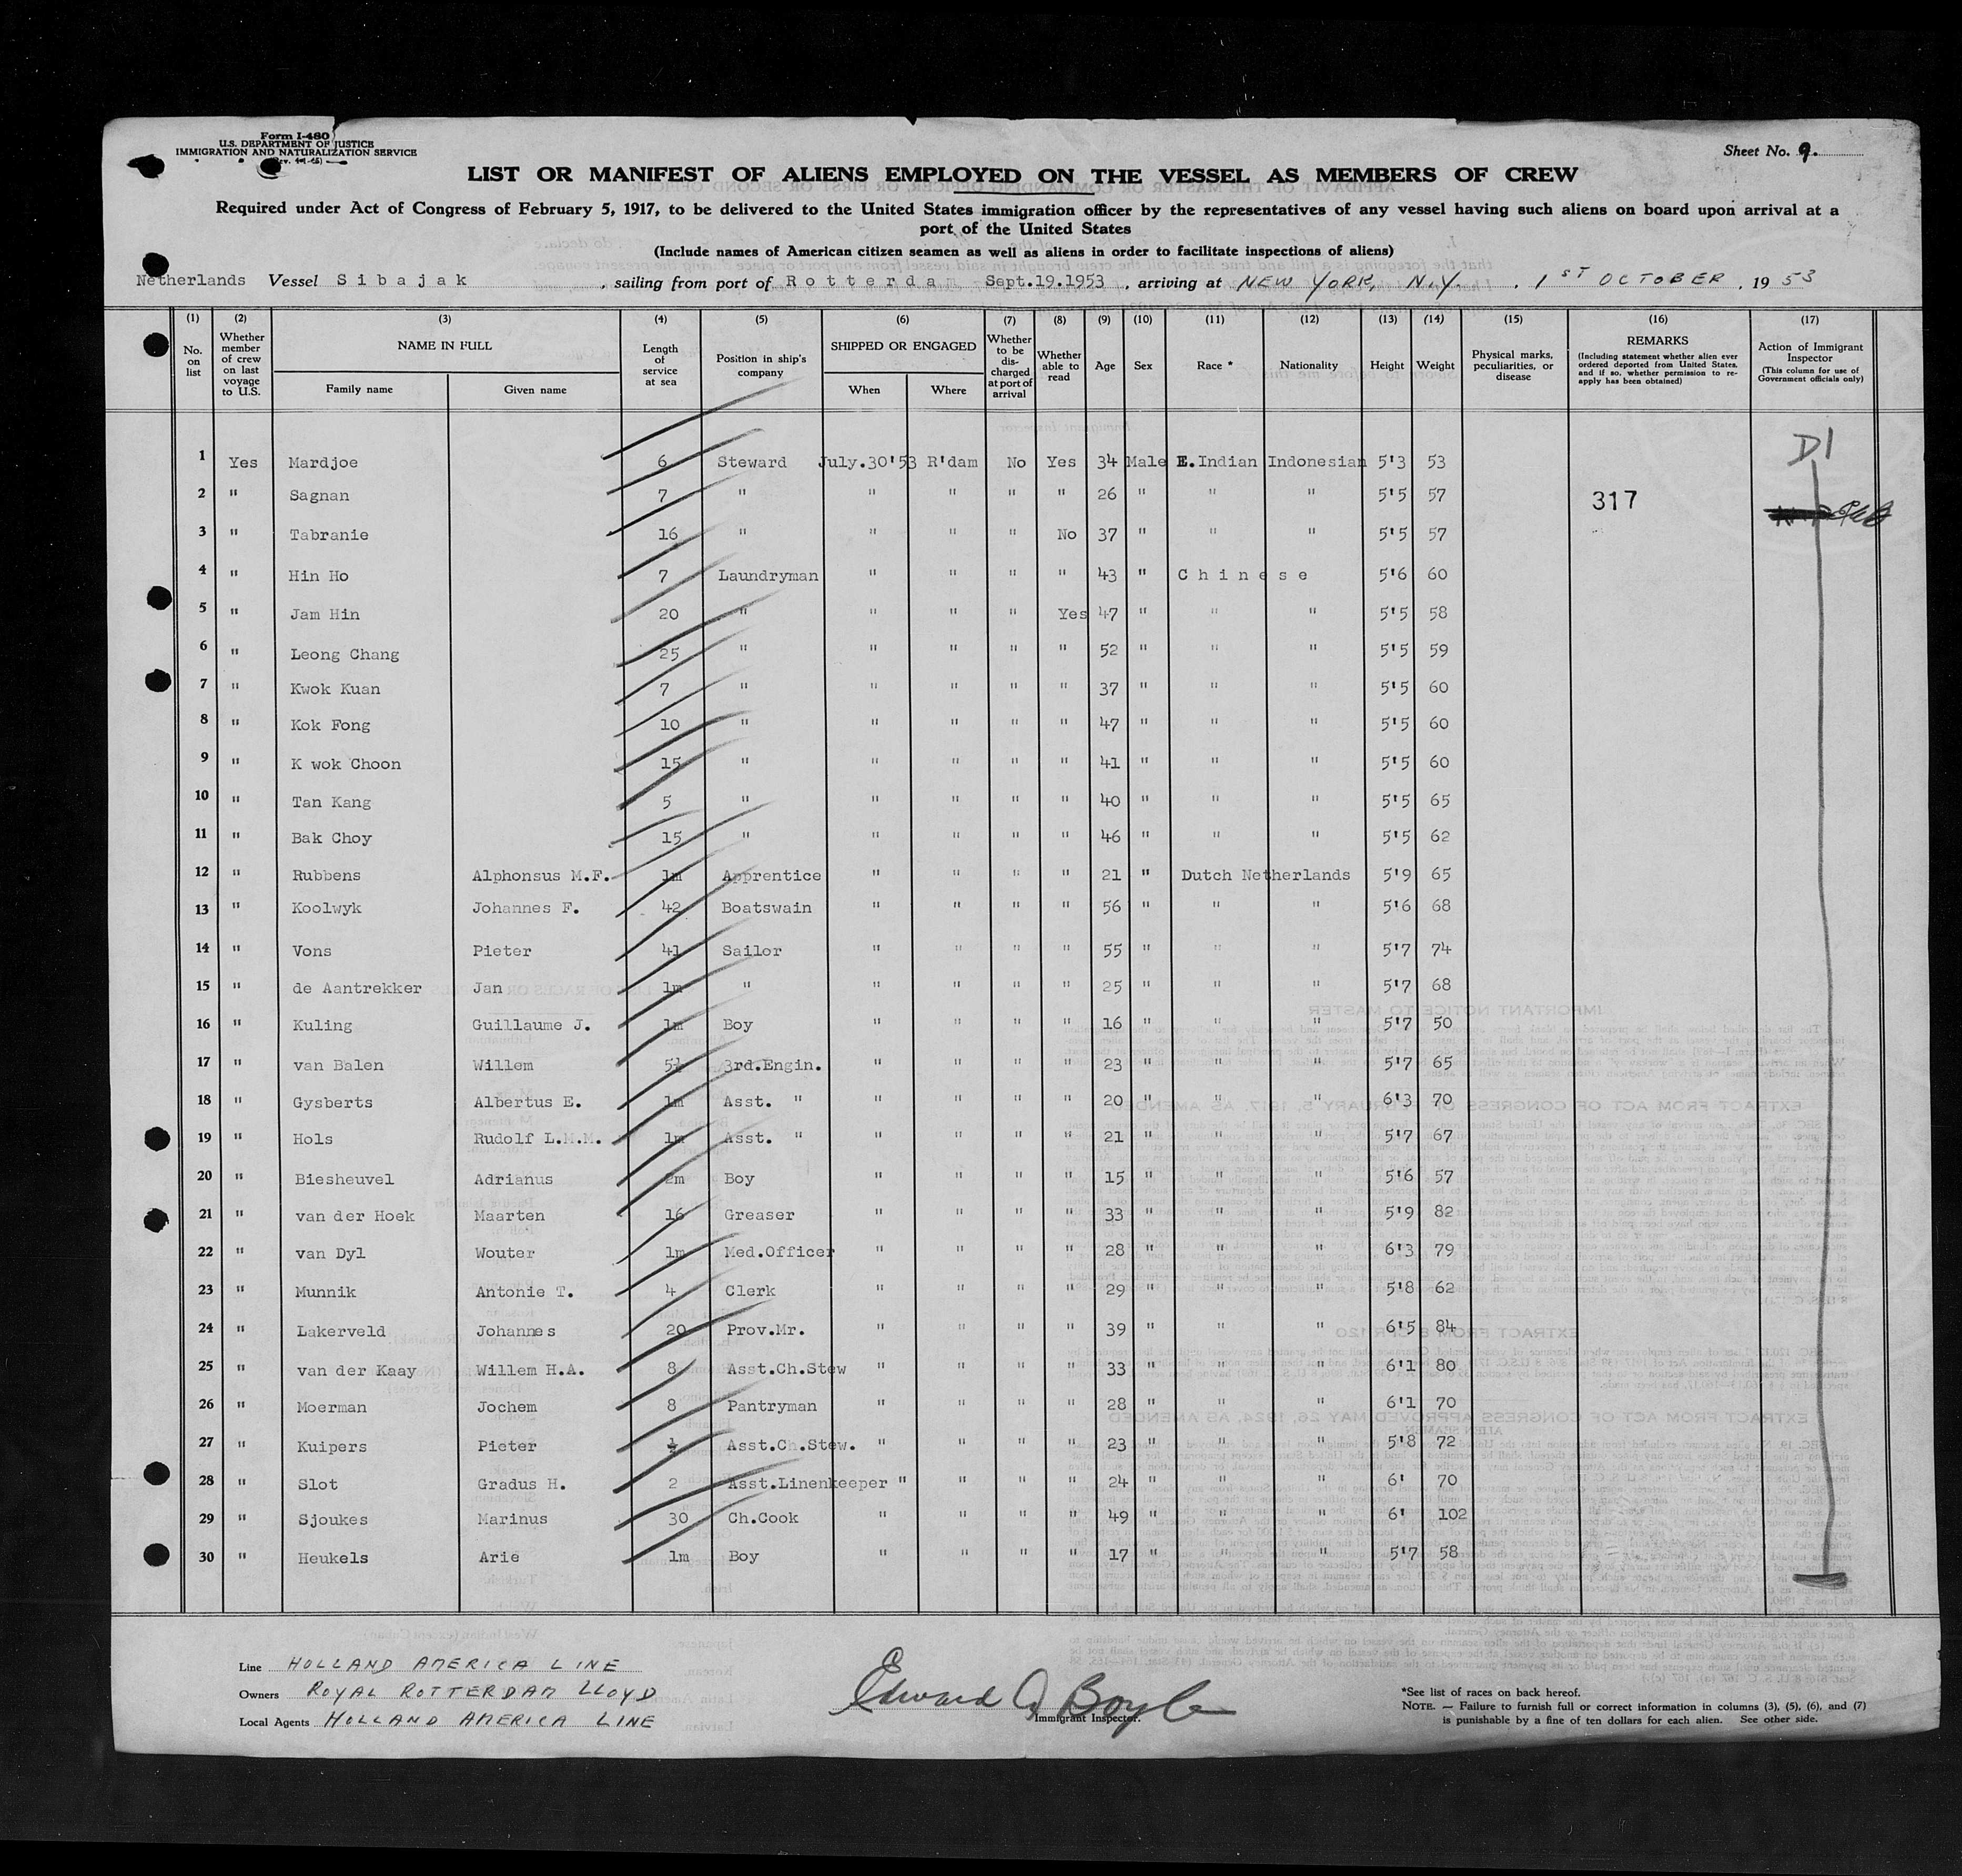 Form I-480
U.S. DEPARTMENT OF JUSTICE
IMMIGRATION AND NATURALIZATION SERVICE
Sheet No. 9.
LIST OR MANIFEST OF ALIENS EMPLOYED ON THE VESSEL AS MEMBERS OF CREW
Required under Act of Congress of February 5, 1917, to be delivered to the United States immigration officer by the representatives of any vessel having such aliens on board upon arrival at a
port of the United States
(Include names of American citizen seamen as well as aliens in order to facilitate inspections of aliens)
Netherlands Vessel Sibajak, sailing from port of Rotterdam Sept.19.1953, arriving at NEW YORK, N.Y. 1ST OCTOBER, 1953
(1) (2) (3) (4) (5) (6) (7) (8) (9) (10) (11) (12) (13) (14) (15) (16) (17)
No. on list
Whether member of crew on last voyage to U.S.
NAME IN FULL
Family name
Given name
Length of service at sea
Position in ship's company
SHIPPED OR ENGAGED
When
Where
Whether to be discharged at port of arrival
Whether able to read
Age
Sex
Race *
Nationality
Height
Weight
Physical marks, peculiarities, or disease
REMARKS
(Including statement whether alien ever ordered deported from United States, and if so, whether permission to re-apply has been obtained)
Action of Immigrant Inspector
(This column for use of Government officials only)
1 Yes Mardjoe 6 Steward July.30'53 R'dam No Yes 34 Male E.Indian Indonesian 5'3 53 D1
2 " Sagnan 7 " " " " " 26 " " " 5'5 57 317
3 " Tabranie 16 " " " " No 37 " " " 5'5 57
4 " Hin Ho 7 Laundryman " " " " 43 " Chinese 5'6 60
5 " Jam Hin 20 " " " " Yes 47 " " " 5'5 58
6 " Leong Chang 25 " " " " " 52 " " " 5'5 59
7 " Kwok Kuan 7 " " " " " 37 " " " 5'5 60
8 " Kok Fong 10 " " " " " 47 " " " 5'5 60
9 " K wok Choon 15 " " " " " 41 " " " 5'5 60
10 " Tan Kang 5 " " " " " 40 " " " 5'5 65
11 " Bak Choy 15 " " " " " 46 " " " 5'5 62
12 " Rubbens Alphonsus M.F. 1m Apprentice " " " " 21 " Dutch Netherlands 5'9 65
13 " Koolwyk Johannes F. 42 Boatswain " " " " 56 " " " 5'6 68
14 " Vons Pieter 41 Sailor " " " " 55 " " " 5'7 74
15 " de Aantrekker Jan 1m " " " " " 25 " " " 5'7 68
16 " Kuling Guillaume J. 1m Boy " " " " 16 " " " 5'7 50
17 " van Balen Willem 5½ 3rd.Engin. " " " " 23 " " " 5'7 65
18 " Gysberts Albertus E. 1m Asst. " " " " " 20 " " " 6'3 70
19 " Hols Rudolf L.M.M. 1m Asst. " " " " " 21 " " " 5'7 67
20 " Biesheuvel Adrianus 2m Boy " " " " 15 " " " 5'6 57
21 " van der Hoek Maarten 16 Greaser " " " " 33 " " " 5'9 82
22 " van Dyl Wouter 1m Med.Officer " " " " 28 " " " 6'3 79
23 " Munnik Antonie T. 4 Clerk " " " " 29 " " " 5'8 62
24 " Lakerveld Johannes 20 Prov.Mr. " " " " 39 " " " 6'5 84
25 " van der Kaay Willem H.A. 8 Asst.Ch.Stew " " " " 33 " " " 6'1 80
26 " Moerman Jochem 8 Pantryman " " " " 28 " " " 6'1 70
27 " Kuipers Pieter ½ Asst.Ch.Stew. " " " " 23 " " " 5'8 72
28 " Slot Gradus H. 2 Asst.Linenkeeper " " " " 24 " " " 6' 70
29 " Sjoukes Marinus 30 Ch.Cook " " " " 49 " " " 6' 102
30 " Heukels Arie 1m Boy " " " " 17 " " " 5'7 58
Line HOLLAND AMERICA LINE
Owners ROYAL ROTTERDAM LLOYD
Local Agents HOLLAND AMERICA LINE
Edward J Boyle
Immigrant Inspector.
*See list of races on back hereof.
NOTE. — Failure to furnish full or correct information in columns (3), (5), (6), and (7)
is punishable by a fine of ten dollars for each alien. See other side.